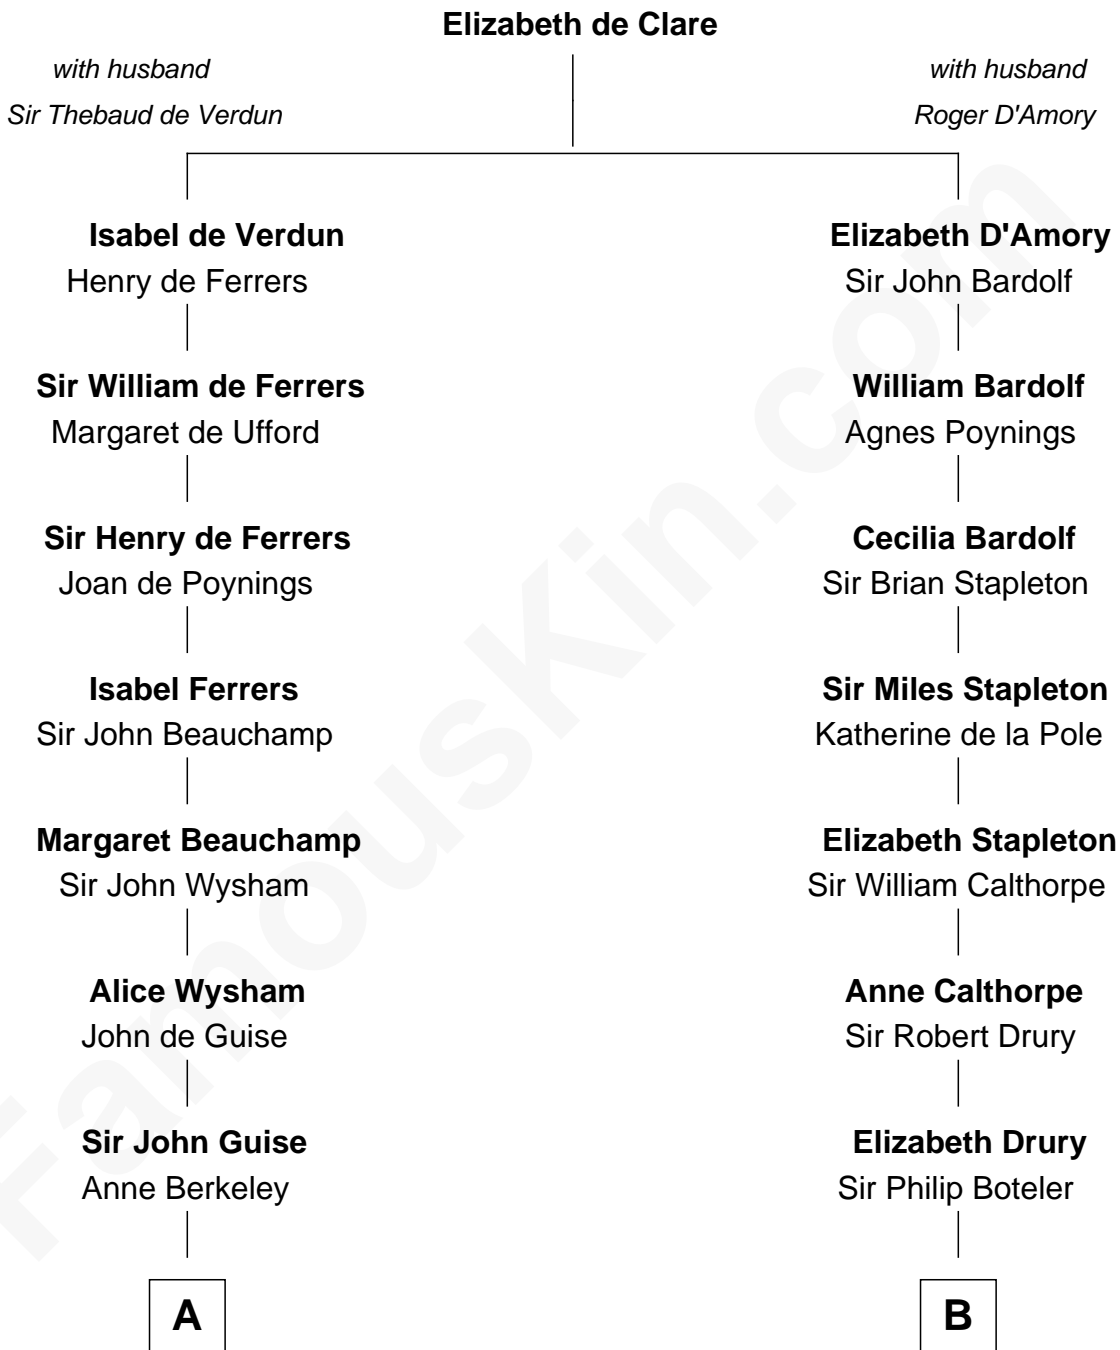 Elizabeth de Clare
with husband
Sir Thebaud de Verdun
with husband
Roger D'Amory
Isabel de Verdun
Henry de Ferrers
Elizabeth D'Amory
Sir John Bardolf
Sir William de Ferrers
Margaret de Ufford
William Bardolf
Agnes Poynings
Sir Henry de Ferrers
Joan de Poynings
Cecilia Bardolf
Sir Brian Stapleton
Isabel Ferrers
Sir John Beauchamp
Sir Miles Stapleton
Katherine de la Pole
Margaret Beauchamp
Sir John Wysham
Elizabeth Stapleton
Sir William Calthorpe
Alice Wysham
John de Guise
Anne Calthorpe
Sir Robert Drury
Sir John Guise
Anne Berkeley
Elizabeth Drury
Sir Philip Boteler
A
B
FamousKin.com